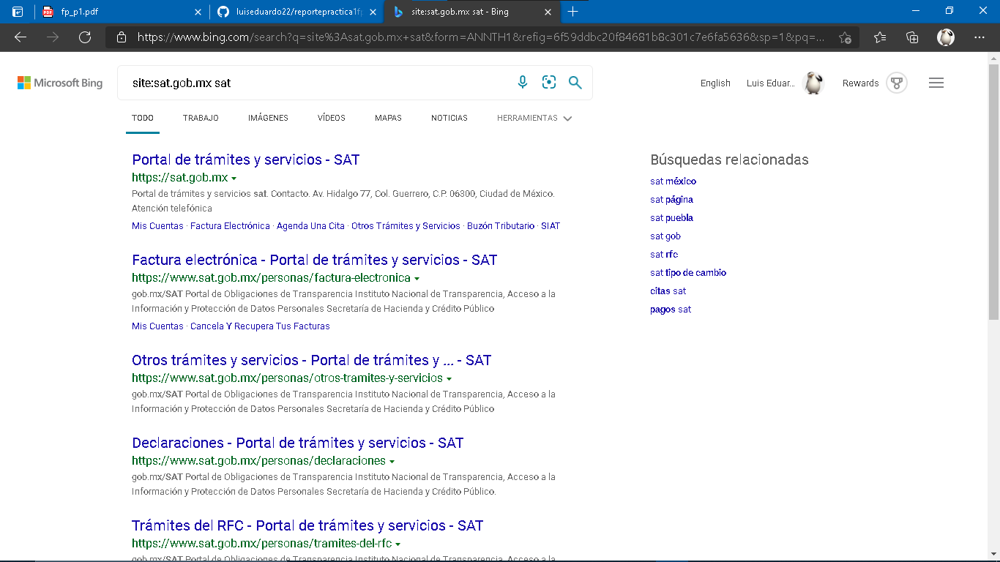 fp_p1.pdf
luiseduardo22/reportepractica1f
site:sat.gob.mx sat - Bing
https://www.bing.com/search?q=site%3Asat.gob.mx+sat&form=ANNTH1&refig=6f59ddbc20f84681b8c301c7e6fa5636&sp=1&pq=...
Microsoft Bing
site:sat.gob.mx sat
English
Luis Eduar...
Rewards
TODO
TRABAJO
IMÁGENES
VÍDEOS
MAPAS
NOTICIAS
HERRAMIENTAS
Portal de trámites y servicios - SAT
https://sat.gob.mx
Portal de trámites y servicios sat. Contacto. Av. Hidalgo 77, Col. Guerrero, C.P. 06300, Ciudad de México.
Atención telefónica
Mis Cuentas · Factura Electrónica · Agenda Una Cita · Otros Trámites y Servicios · Buzón Tributario · SIAT
Factura electrónica - Portal de trámites y servicios - SAT
https://www.sat.gob.mx/personas/factura-electronica
gob.mx/SAT Portal de Obligaciones de Transparencia Instituto Nacional de Transparencia, Acceso a la
Información y Protección de Datos Personales Secretaría de Hacienda y Crédito Público
Mis Cuentas · Cancela Y Recupera Tus Facturas
Otros trámites y servicios - Portal de trámites y ... - SAT
https://www.sat.gob.mx/personas/otros-tramites-y-servicios
gob.mx/SAT Portal de Obligaciones de Transparencia Instituto Nacional de Transparencia, Acceso a la
Información y Protección de Datos Personales Secretaría de Hacienda y Crédito Público
Declaraciones - Portal de trámites y servicios - SAT
https://www.sat.gob.mx/personas/declaraciones
gob.mx/SAT Portal de Obligaciones de Transparencia Instituto Nacional de Transparencia, Acceso a la
Información y Protección de Datos Personales Secretaría de Hacienda y Crédito Público.
Trámites del RFC - Portal de trámites y servicios - SAT
https://www.sat.gob.mx/personas/tramites-del-rfc
gob.mx/SAT Portal de Obligaciones de Transparencia Instituto Nacional de Transparencia, Acceso a la
Búsquedas relacionadas
sat méxico
sat página
sat puebla
sat gob
sat rfc
sat tipo de cambio
citas sat
pagos sat